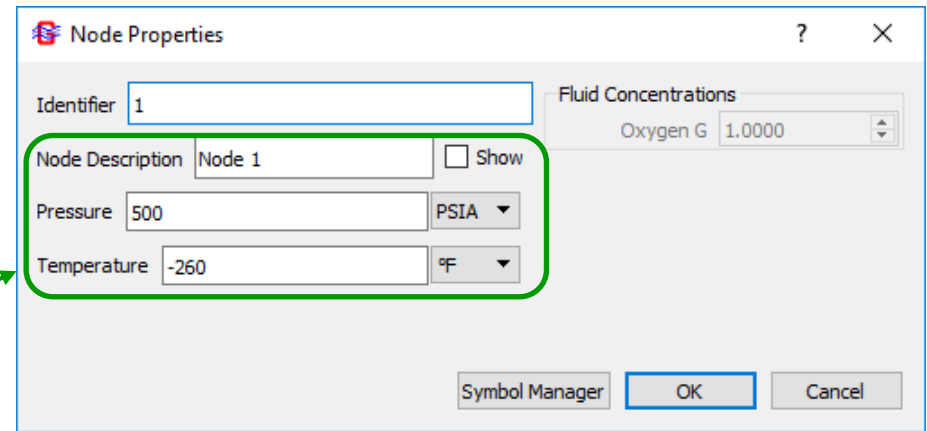 Node Properties
?
Identifier 1
Fluid Concentrations
Oxygen G 1.0000
Node Description Node 1 Show
Pressure 500 PSIA
Temperature -260 °F
Symbol Manager OK Cancel